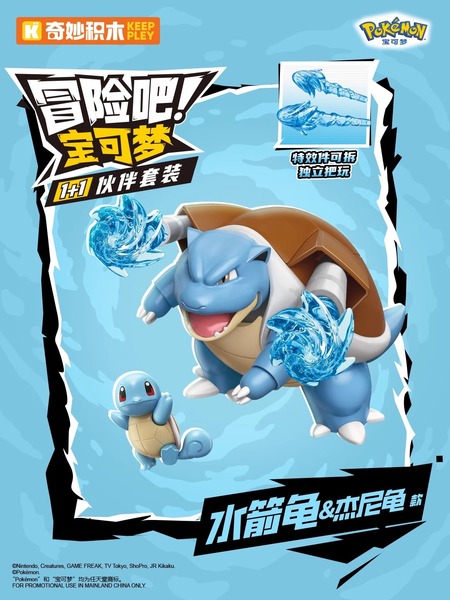 K 奇妙积木 KEEP PLEY
Pokémon
宝可梦
冒险吧!
宝可梦
1+1 伙伴套装
特效件可拆
独立把玩
水箭龟&杰尼龟 款
©Nintendo, Creatures, GAME FREAK, TV Tokyo, ShoPro, JR Kikaku.
©Pokémon.
"Pokémon" 和 "宝可梦" 均为任天堂商标。
FOR PROMOTIONAL USE IN MAINLAND CHINA ONLY.